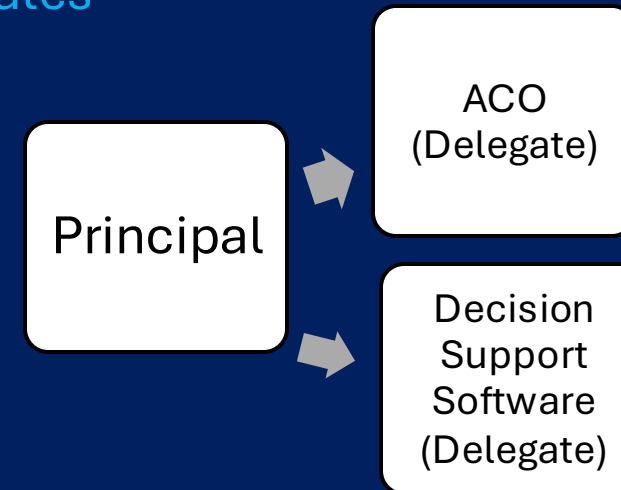 Principal
ACO
(Delegate)
Decision
Support
Software
(Delegate)